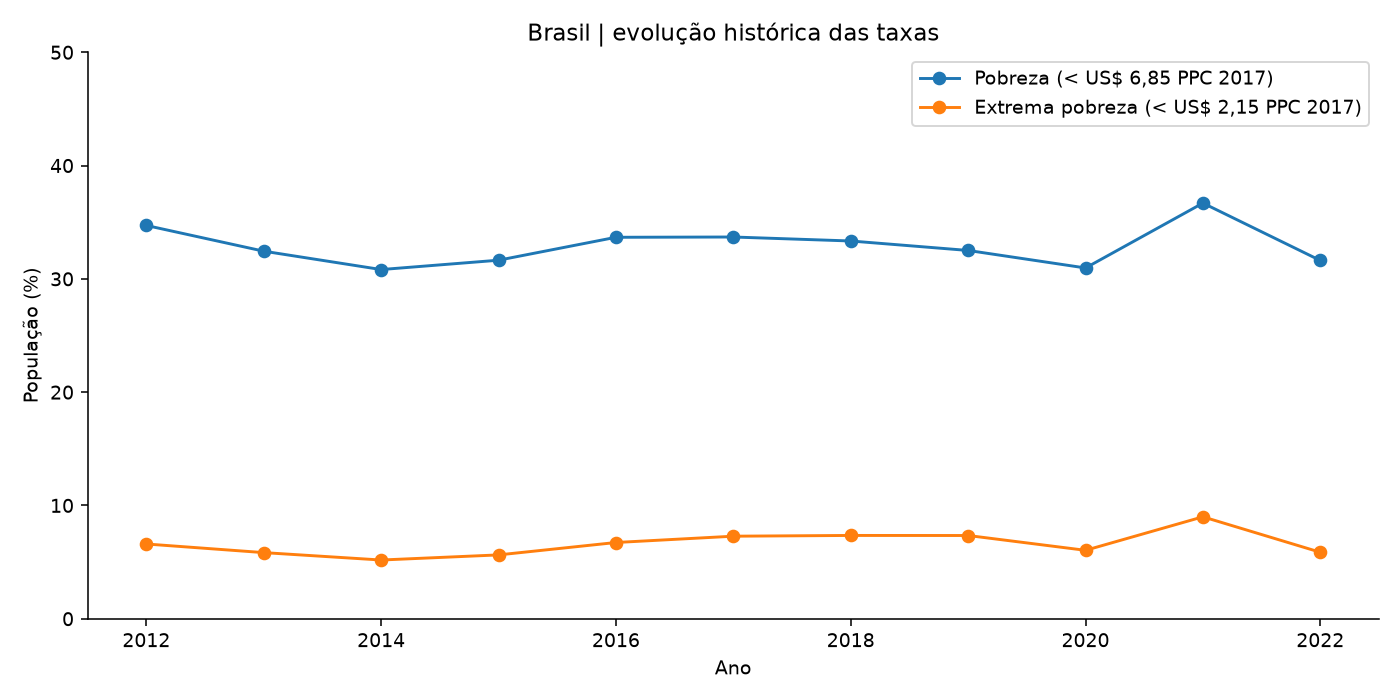 Brasil | evolução histórica das taxas
Pobreza (< US$ 6,85 PPC 2017)
Extrema pobreza (< US$ 2,15 PPC 2017)
População (%)
50
40
30
20
10
0
2012 2014 2016 2018 2020 2022
Ano